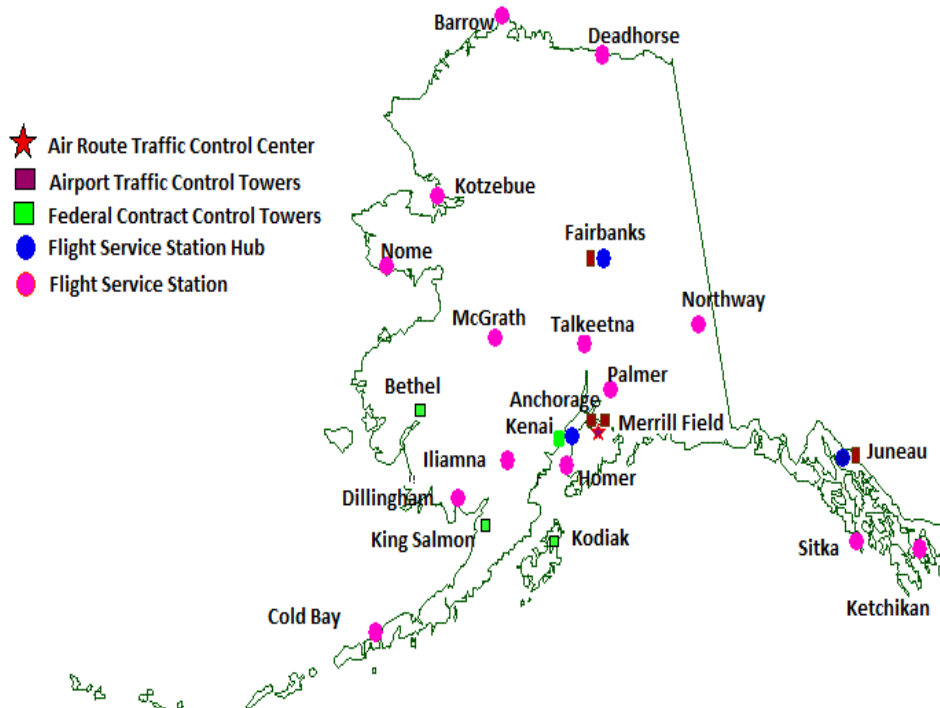 Barrow
Deadhorse
Air Route Traffic Control Center
Airport Traffic Control Towers
Federal Contract Control Towers
Flight Service Station Hub
Flight Service Station
Kotzebue
Fairbanks
Nome
Northway
McGrath
Talkeetna
Bethel
Palmer
Anchorage
Kenai
Merrill Field
Juneau
Iliamna
Homer
Dillingham
King Salmon
Kodiak
Sitka
Ketchikan
Cold Bay